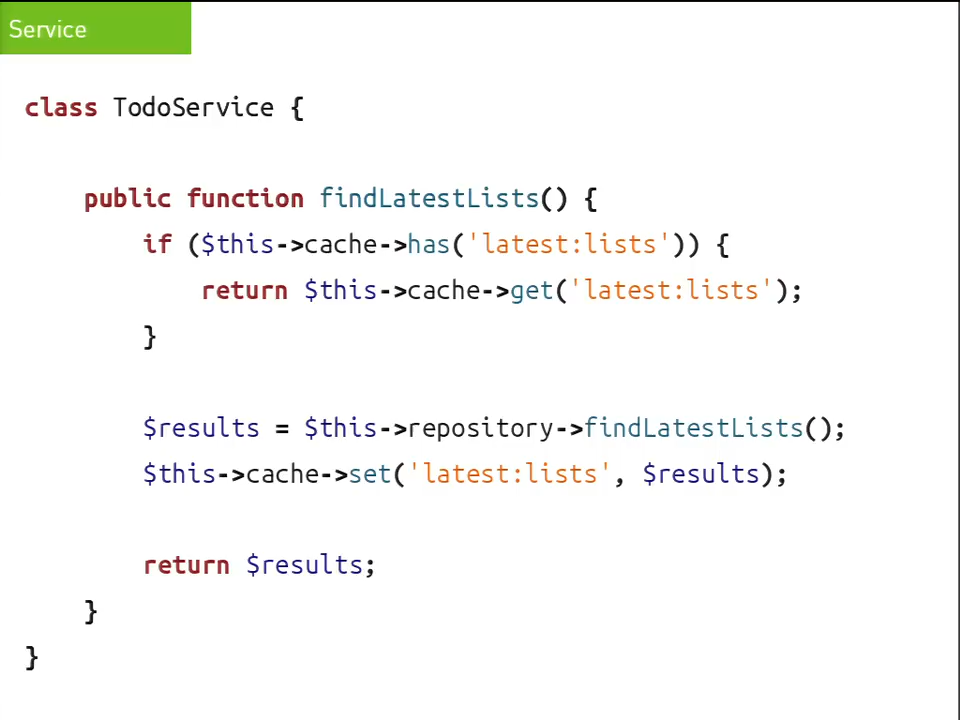 Service
class TodoService {
    public function findLatestLists() {
        if ($this->cache->has('latest:lists')) {
            return $this->cache->get('latest:lists');
        }
        $results = $this->repository->findLatestLists();
        $this->cache->set('latest:lists', $results);
        return $results;
    }
}